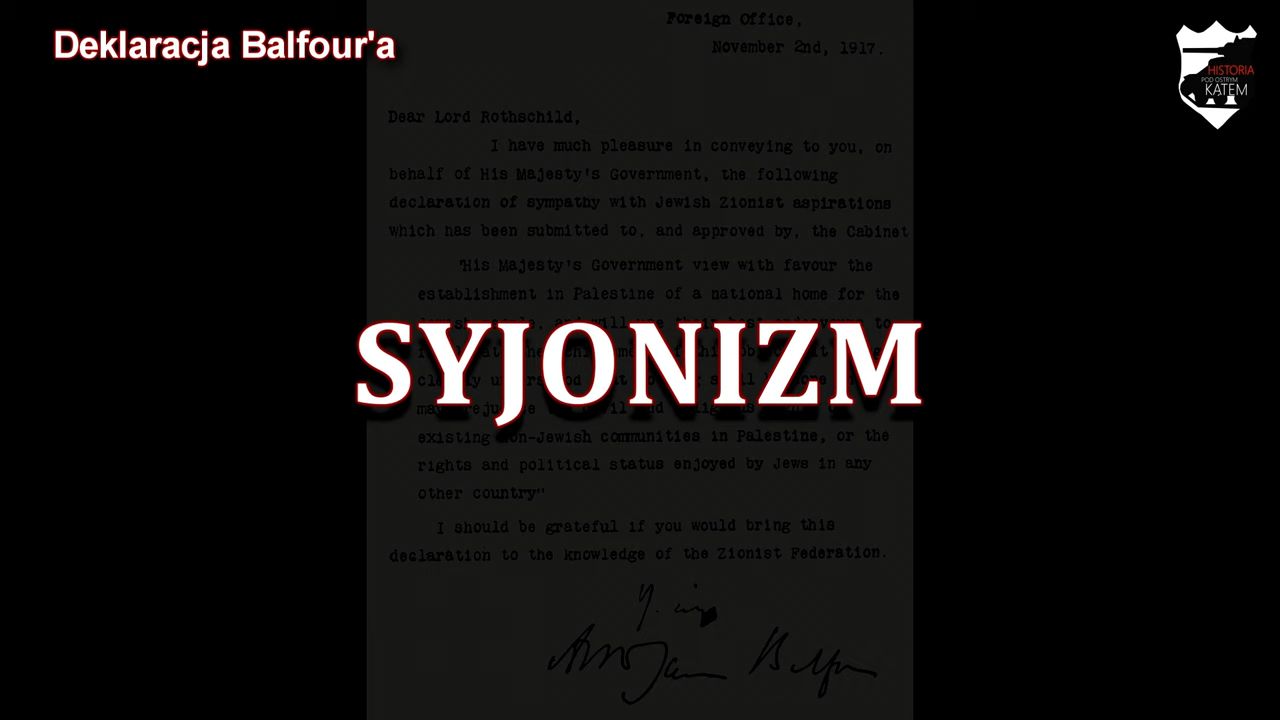 Deklaracja Balfour'a
HISTORIA
POD OSTRYM
KĄTEM
Foreign Office,
November 2nd, 1917.
Dear Lord Rothschild,
I have much pleasure in conveying to you, on
behalf of His Majesty's Government, the following
declaration of sympathy with Jewish Zionist aspirations
which has been submitted to, and approved by, the Cabinet
"His Majesty's Government view with favour the
establishment in Palestine of a national home for the
SYJONIZM
existing non-Jewish communities in Palestine, or the
rights and political status enjoyed by Jews in any
other country"
I should be grateful if you would bring this
declaration to the knowledge of the Zionist Federation.